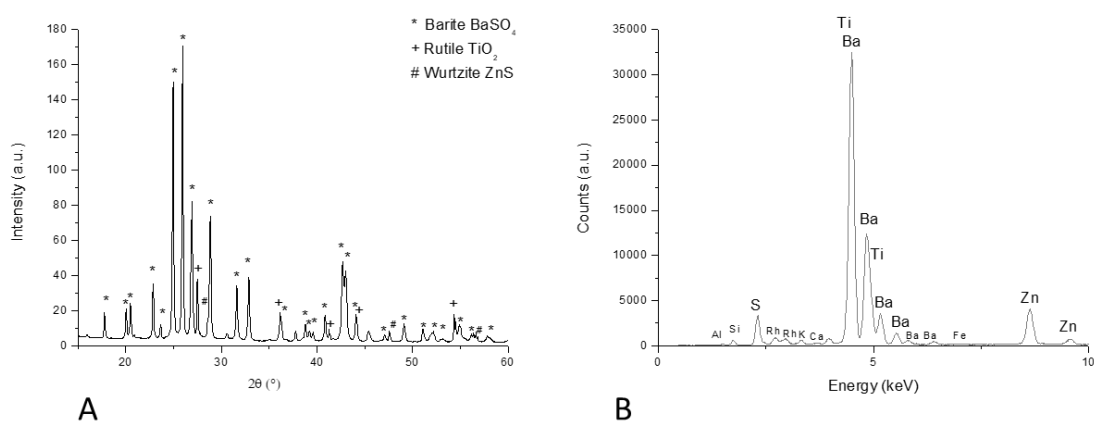 * Barite BaSO4
+ Rutile TiO2
# Wurtzite ZnS
Intensity (a.u.)
180
160
140
120
100
80
60
40
20
0
* * * * * * * * + # * * * + * * * * * + * * * + * # * * * * + * * # *
20 30 40 50 60
2θ (°)
A
Counts (a.u.)
35000
30000
25000
20000
15000
10000
5000
0
Ti
Ba
Ba
Ti
Ba
Ba
S
Al Si Rh Rh K Ca Ba Ba Fe
Zn
Zn
0 5 10
Energy (keV)
B